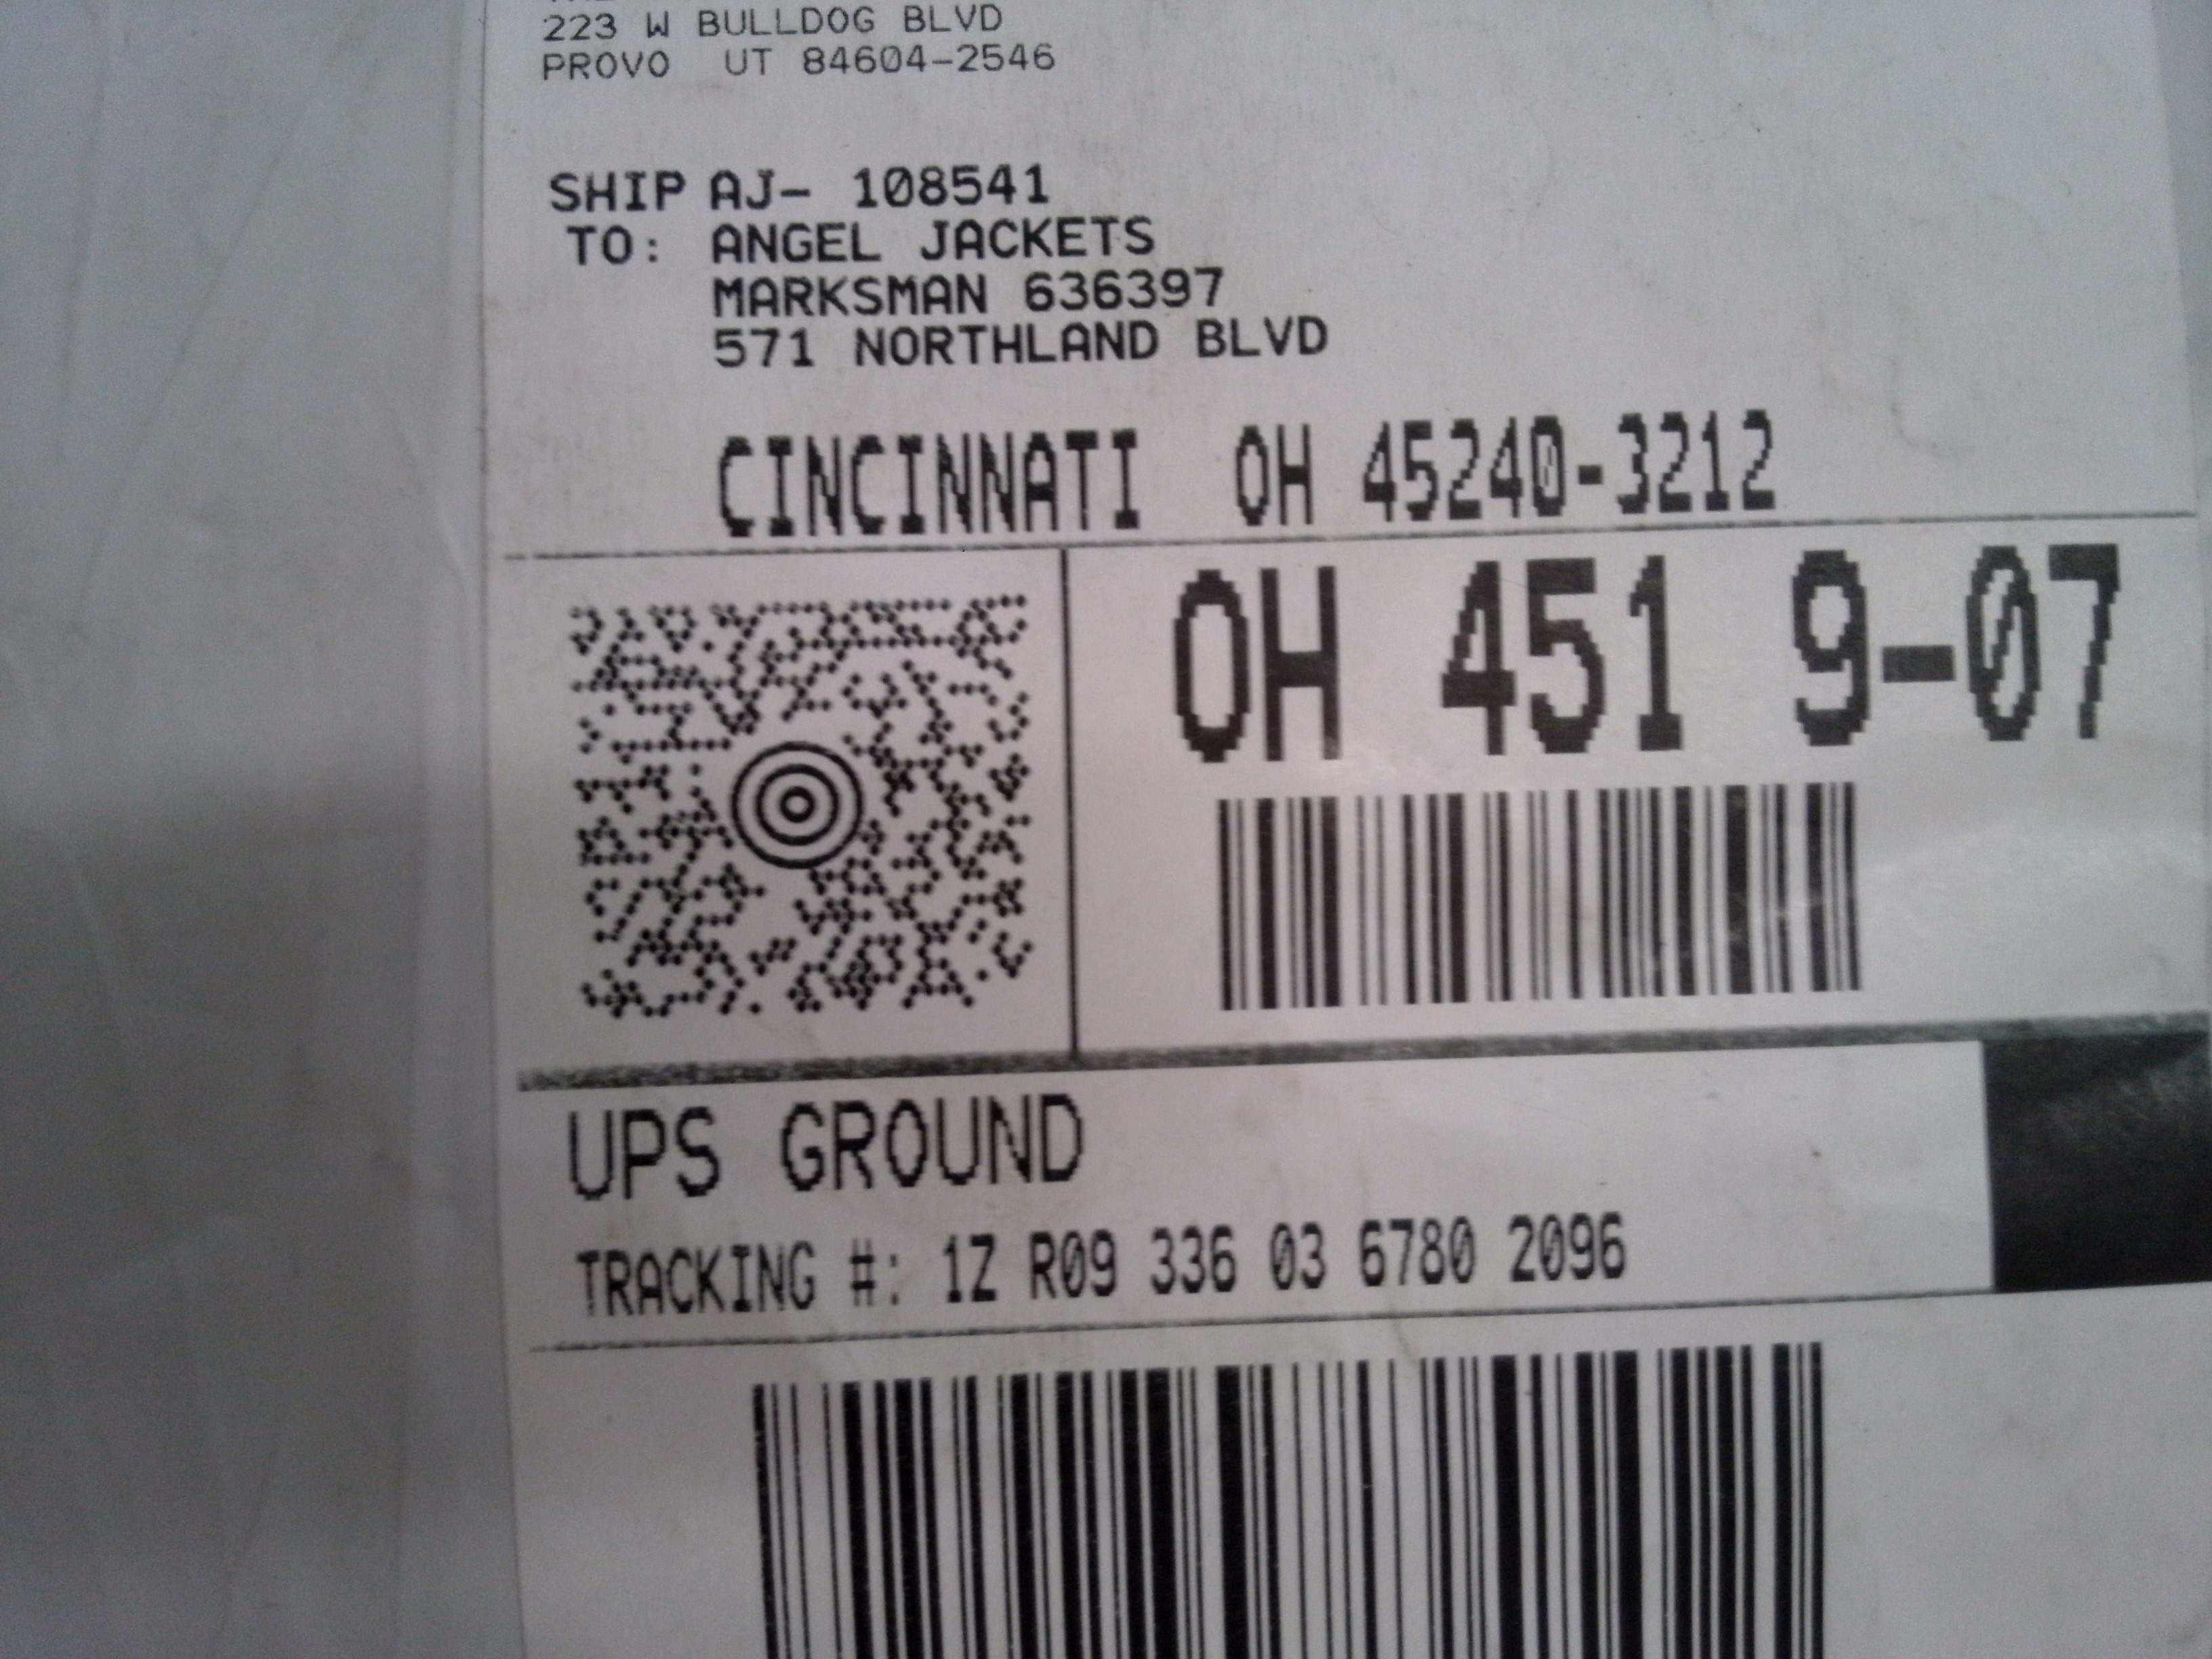 223 W BULLDOG BLVD
PROVO UT 84604-2546
SHIP AJ- 108541
TO: ANGEL JACKETS
MARKSMAN 636397
571 NORTHLAND BLVD
CINCINNATI OH 45240-3212
OH 451 9-07
UPS GROUND
TRACKING #: 1Z R09 336 03 6780 2096